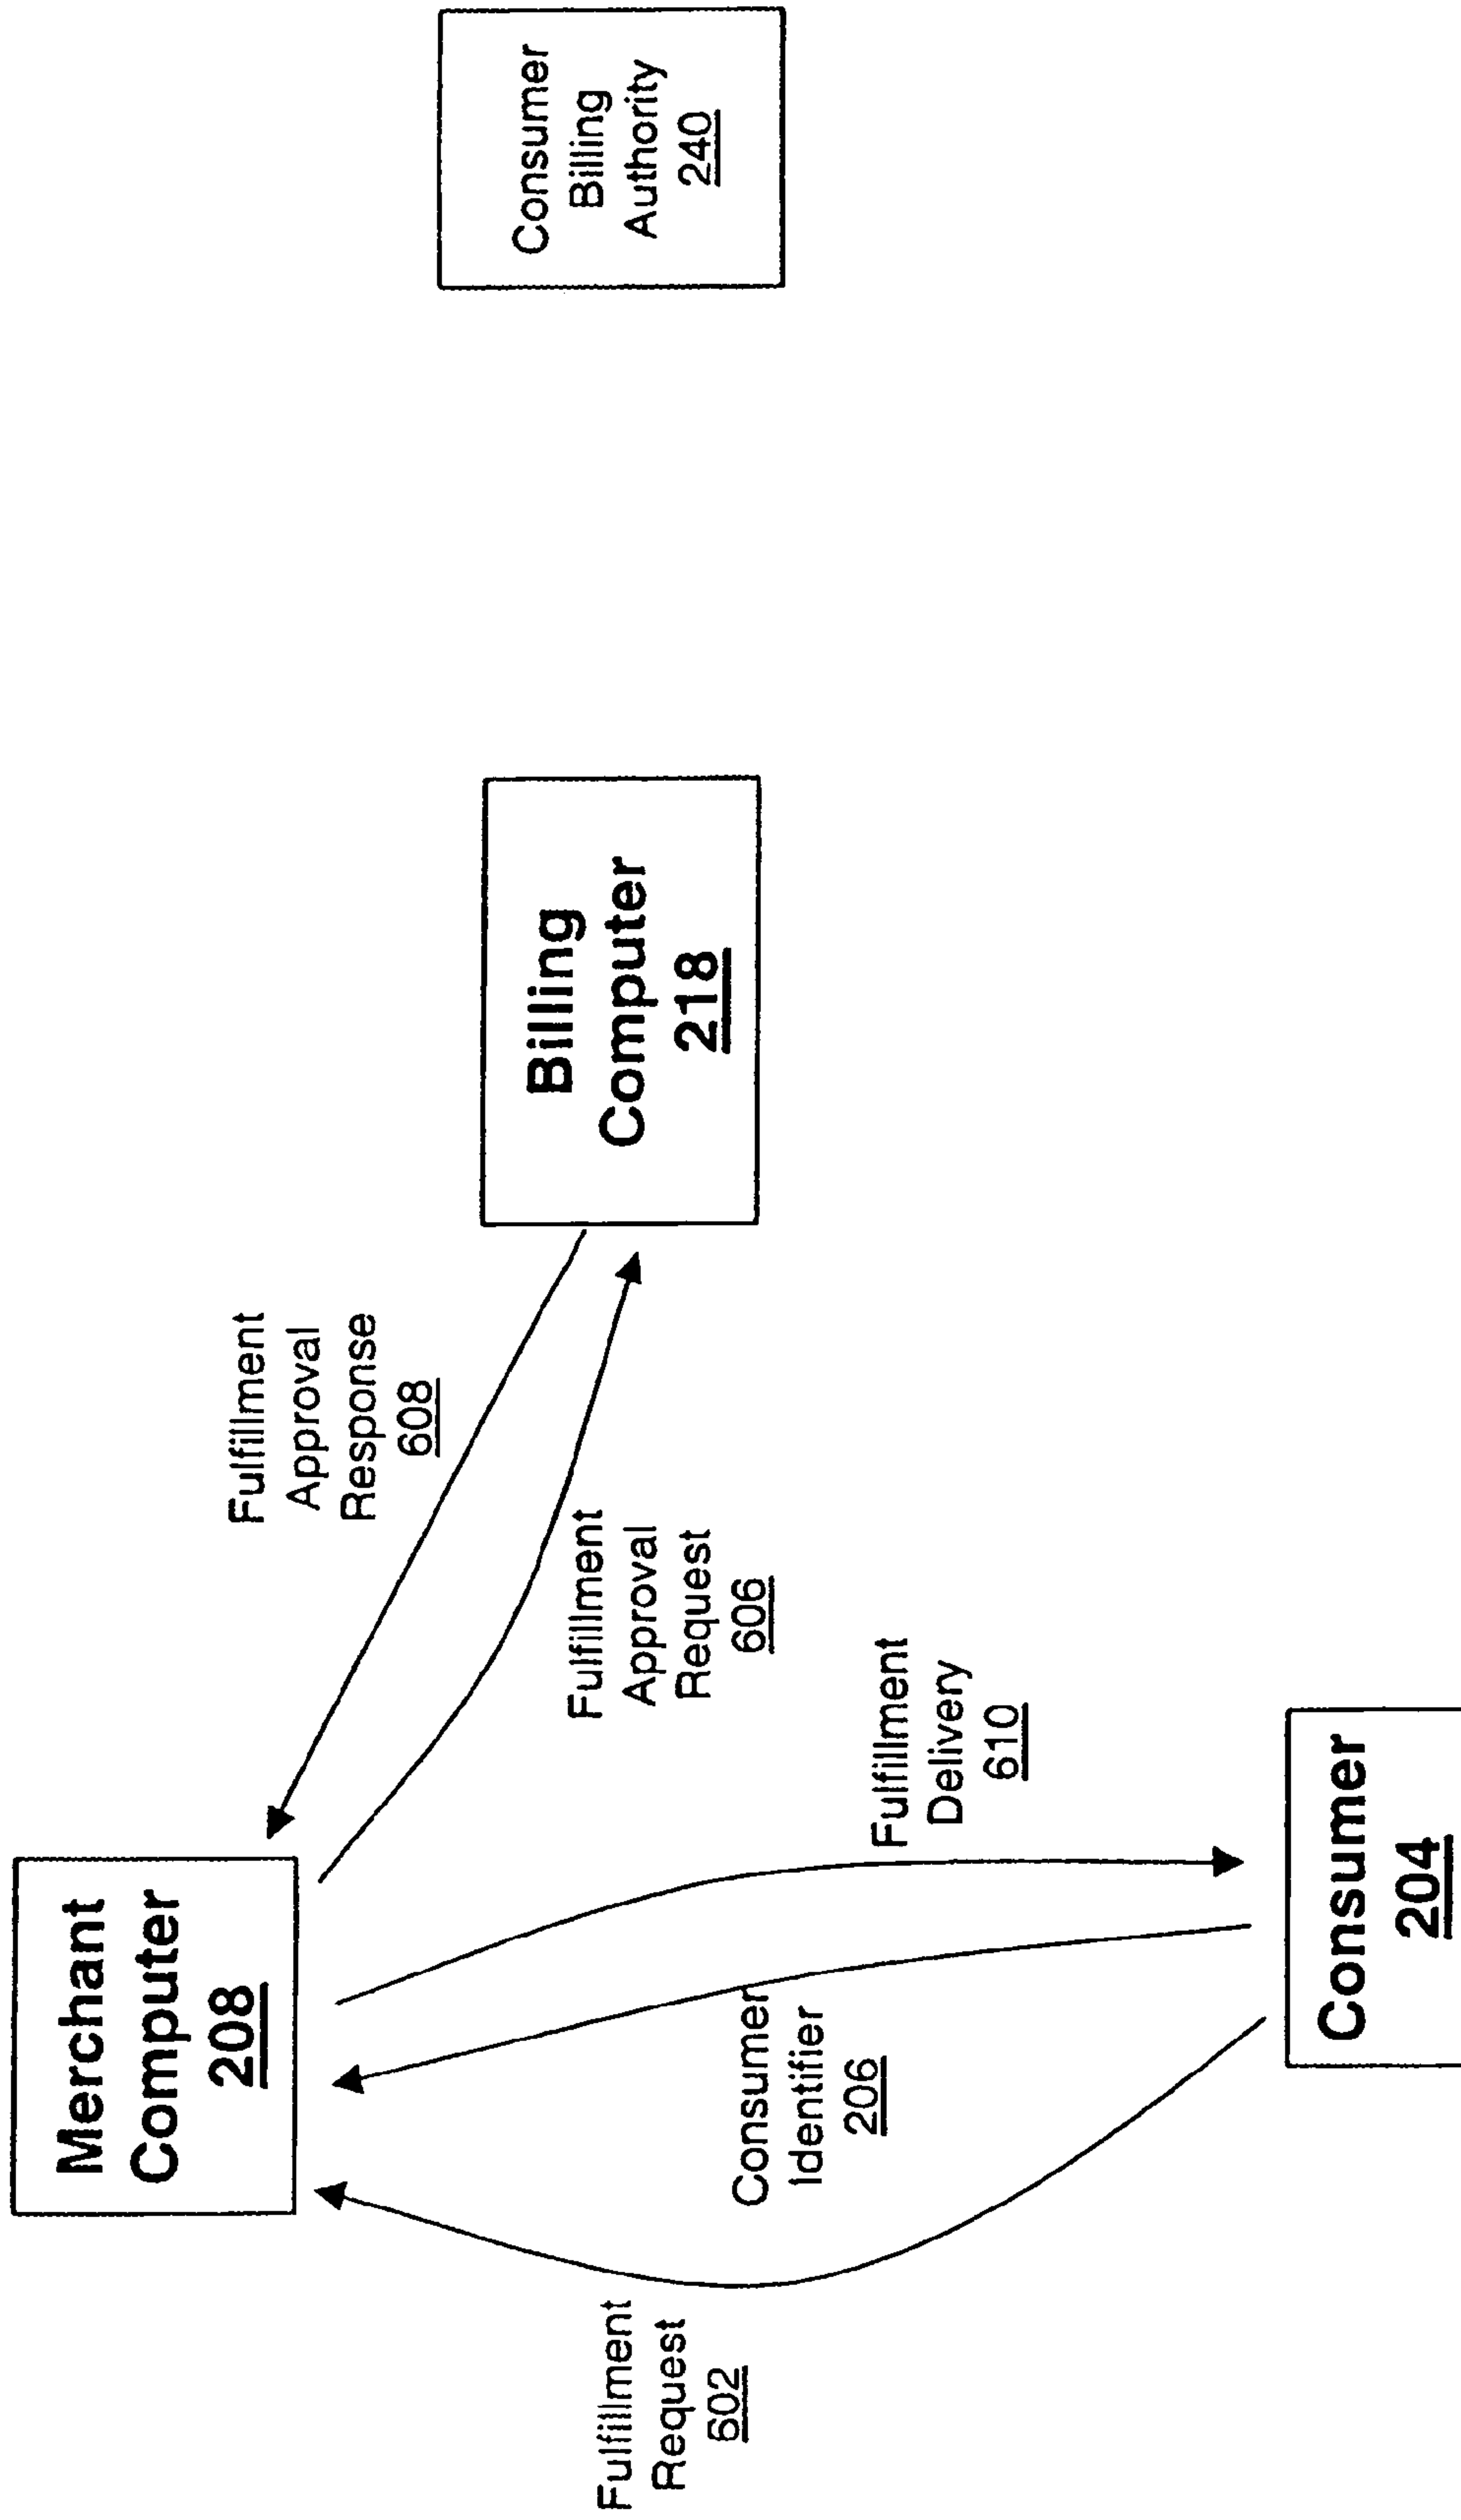 Merchant
Computer
208
Fulfillment
Approval
Response
608
Billing
Computer
218
Consumer
Billing
Authority
240
Fulfillment
Request
602
Consumer
Identifier
206
Fulfillment
Delivery
610
Fulfillment
Approval
Request
606
Consumer
204